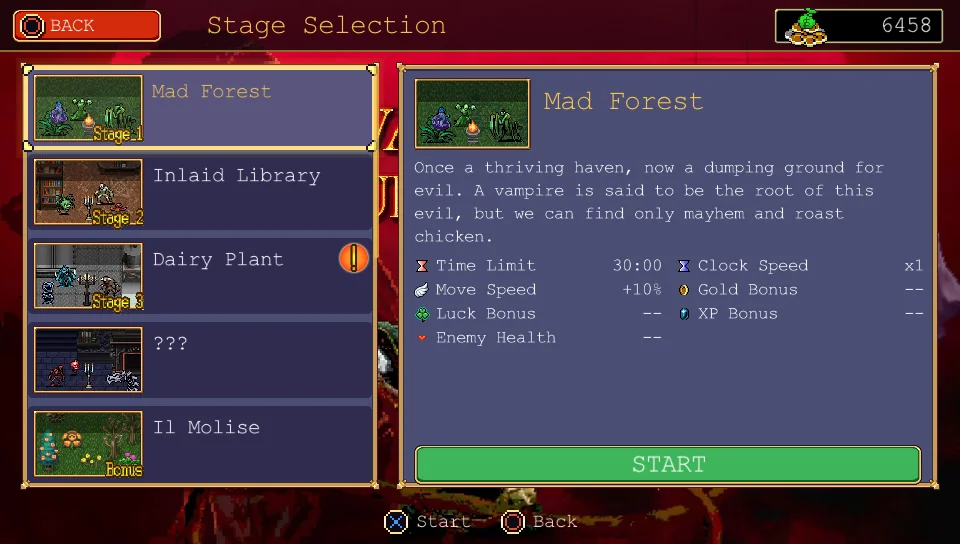 BACK
Stage Selection
6458
Mad Forest
Stage 1
Inlaid Library
Stage 2
Dairy Plant
Stage 3
???
Il Molise
Bonus
Mad Forest
Once a thriving haven, now a dumping ground for
evil. A vampire is said to be the root of this
evil, but we can find only mayhem and roast
chicken.
Time Limit 30:00 Clock Speed x1
Move Speed +10% Gold Bonus --
Luck Bonus -- XP Bonus --
Enemy Health --
START
Start Back